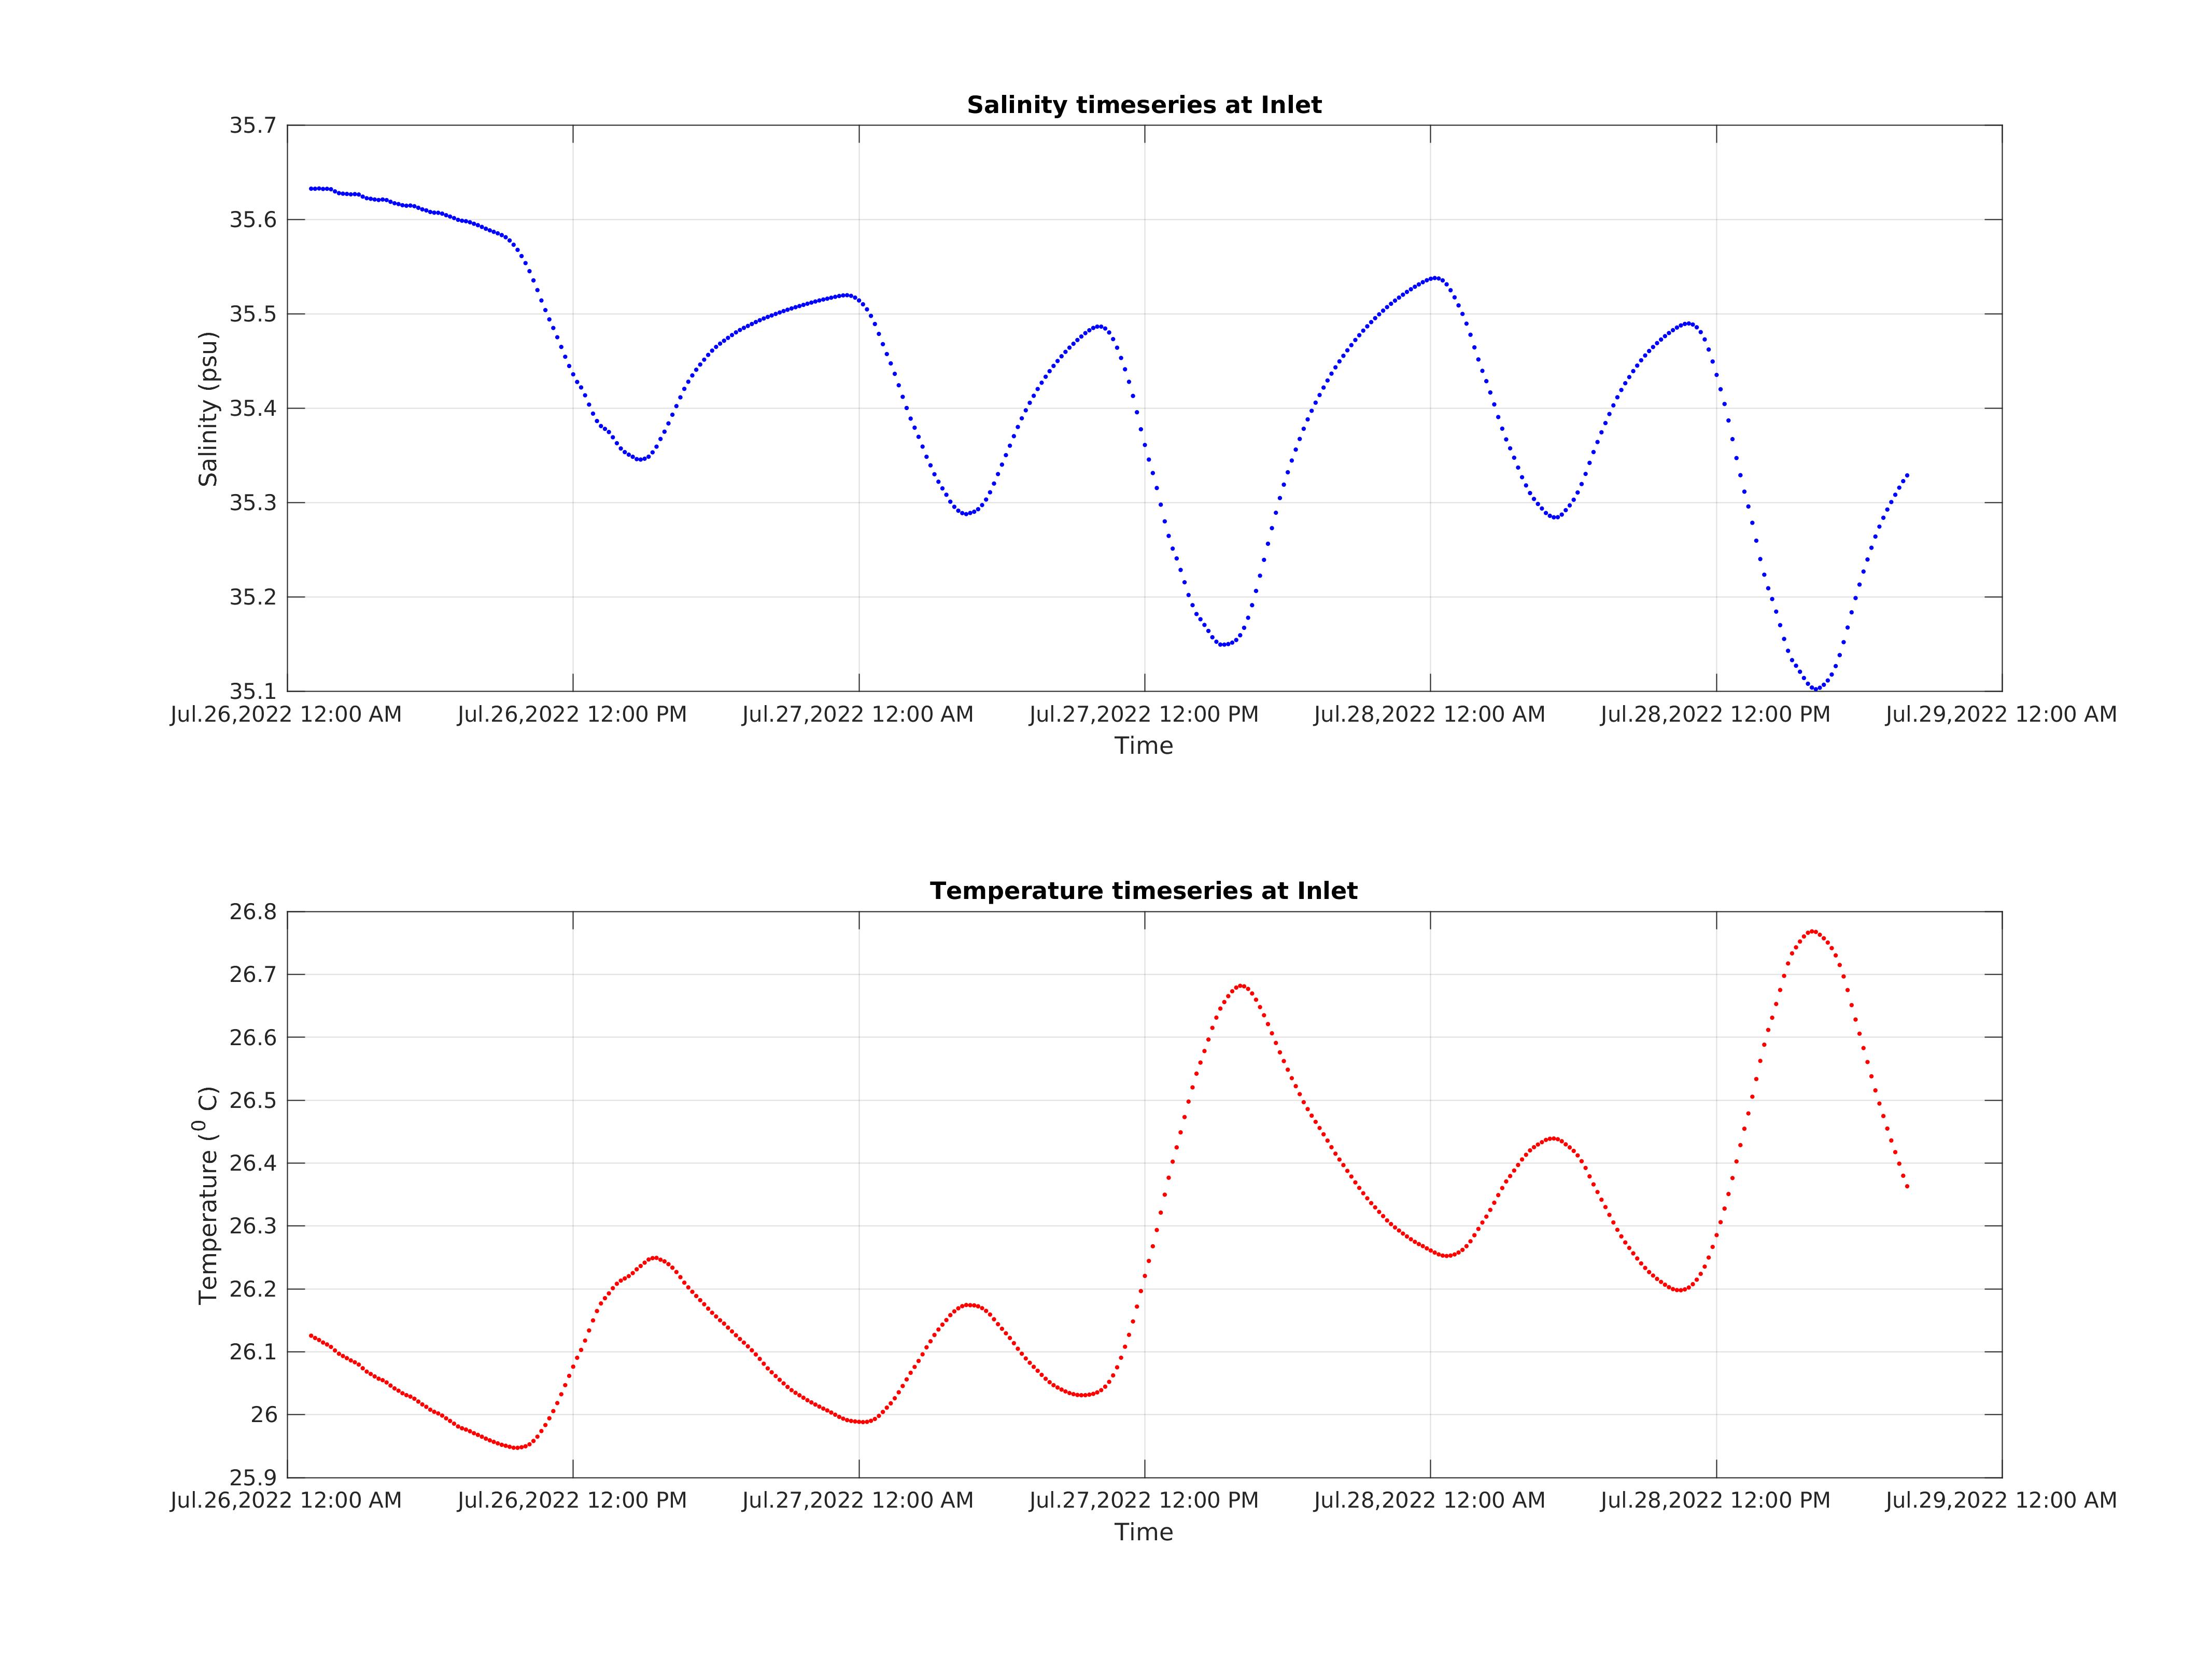 Salinity timeseries at Inlet
35.7
35.6
35.5
35.4
35.3
35.2
35.1
Salinity (psu)
Jul.26,2022 12:00 AM Jul.26,2022 12:00 PM Jul.27,2022 12:00 AM Jul.27,2022 12:00 PM Jul.28,2022 12:00 AM Jul.28,2022 12:00 PM Jul.29,2022 12:00 AM
Time
Temperature timeseries at Inlet
26.8
26.7
26.6
26.5
26.4
26.3
26.2
26.1
26
25.9
Temperature (⁰ C)
Jul.26,2022 12:00 AM Jul.26,2022 12:00 PM Jul.27,2022 12:00 AM Jul.27,2022 12:00 PM Jul.28,2022 12:00 AM Jul.28,2022 12:00 PM Jul.29,2022 12:00 AM
Time